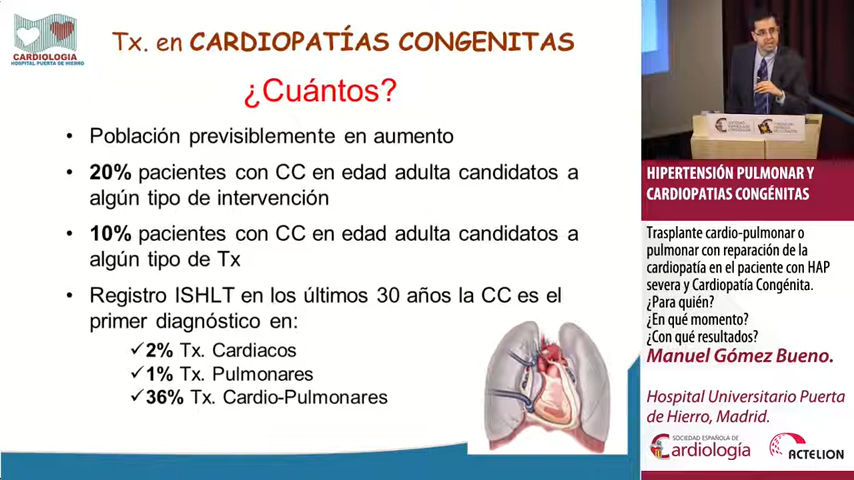 CARDIOLOGIA
HOSPITAL PUERTA DE HIERRO
Tx. en CARDIOPATÍAS CONGENITAS
¿Cuántos?
• Población previsiblemente en aumento
• 20% pacientes con CC en edad adulta candidatos a
algún tipo de intervención
• 10% pacientes con CC en edad adulta candidatos a
algún tipo de Tx
• Registro ISHLT en los últimos 30 años la CC es el
primer diagnóstico en:
✓2% Tx. Cardiacos
✓1% Tx. Pulmonares
✓36% Tx. Cardio-Pulmonares
HIPERTENSIÓN PULMONAR Y
CARDIOPATIAS CONGÉNITAS
Trasplante cardio-pulmonar o
pulmonar con reparación de la
cardiopatía en el paciente con HAP
severa y Cardiopatía Congénita.
¿Para quién?
¿En qué momento?
¿Con qué resultados?
Manuel Gómez Bueno.
Hospital Universitario Puerta
de Hierro, Madrid.
SOCIEDAD ESPAÑOLA DE
Cardiología
ACTELION